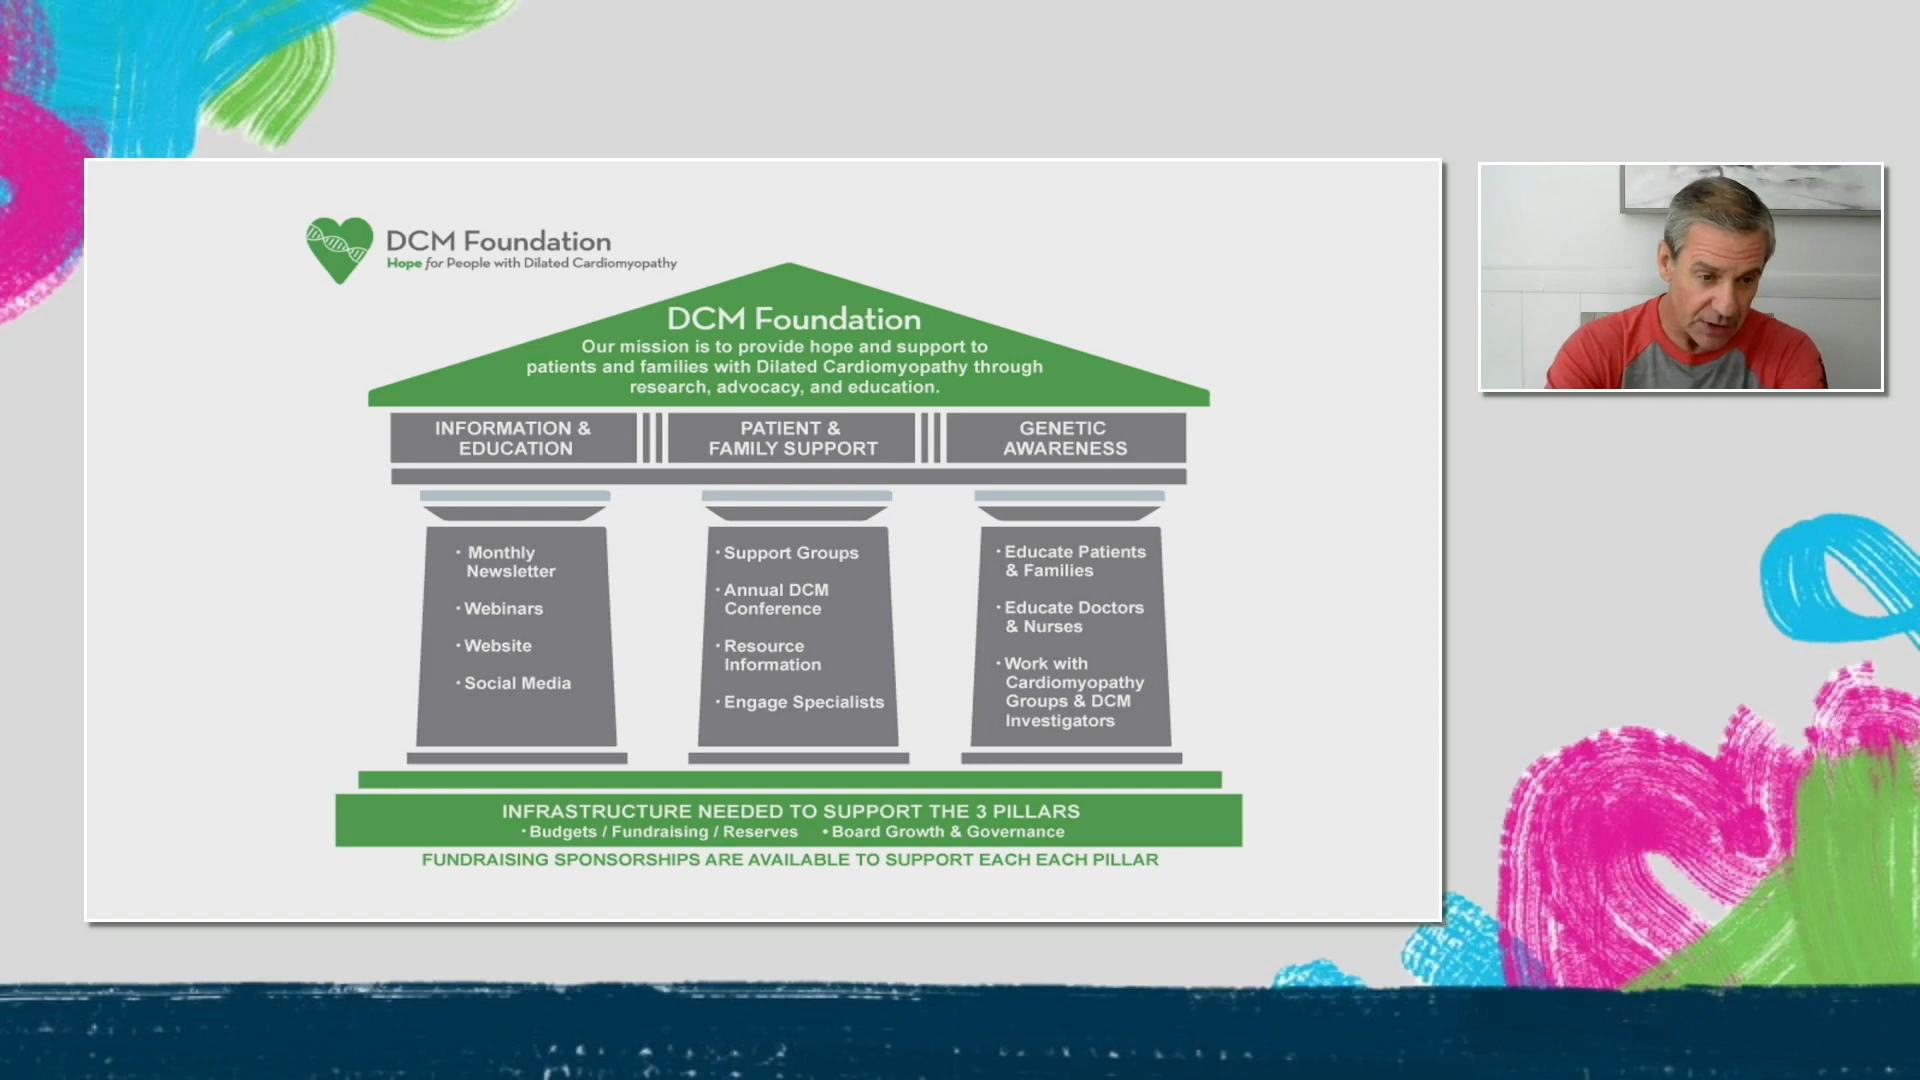 DCM Foundation
Hope for People with Dilated Cardiomyopathy
DCM Foundation
Our mission is to provide hope and support to
patients and families with Dilated Cardiomyopathy through
research, advocacy, and education.
INFORMATION &
EDUCATION
PATIENT &
FAMILY SUPPORT
GENETIC
AWARENESS
· Monthly
Newsletter
· Webinars
· Website
· Social Media
· Support Groups
· Annual DCM
Conference
· Resource
Information
· Engage Specialists
· Educate Patients
& Families
· Educate Doctors
& Nurses
· Work with
Cardiomyopathy
Groups & DCM
Investigators
INFRASTRUCTURE NEEDED TO SUPPORT THE 3 PILLARS
· Budgets / Fundraising / Reserves • Board Growth & Governance
FUNDRAISING SPONSORSHIPS ARE AVAILABLE TO SUPPORT EACH EACH PILLAR